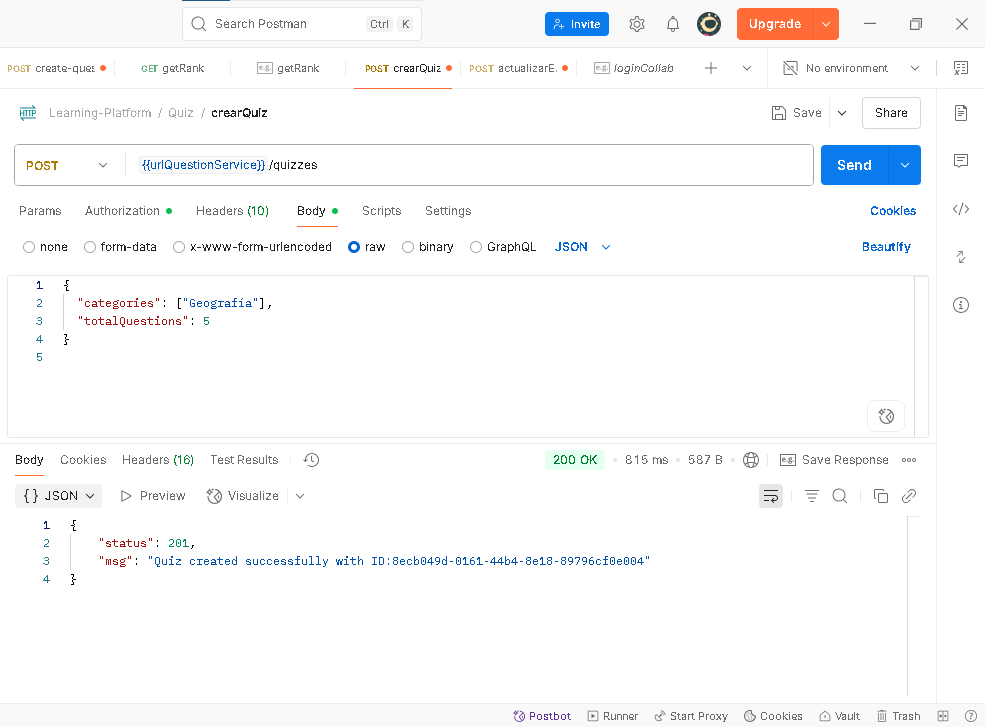 Search Postman Ctrl K Invite Upgrade
POST create-ques GET getRank e.g. getRank POST crearQuiz POST actualizarE. e.g. loginCollab No environment
HTTP Learning-Platform / Quiz / crearQuiz Save Share
POST {{urlQuestionService}} /quizzes Send
Params Authorization Headers (10) Body Scripts Settings Cookies
none form-data x-www-form-urlencoded raw binary GraphQL JSON Beautify
1 {
2 "categories": ["Geografía"],
3 "totalQuestions": 5
4 }
5
Body Cookies Headers (16) Test Results 200 OK 815 ms 587 B e.g. Save Response
{} JSON Preview Visualize
1 {
2 "status": 201,
3 "msg": "Quiz created successfully with ID:8ecb049d-0161-44b4-8e18-89796cf0e004"
4 }
Postbot Runner Start Proxy Cookies Vault Trash